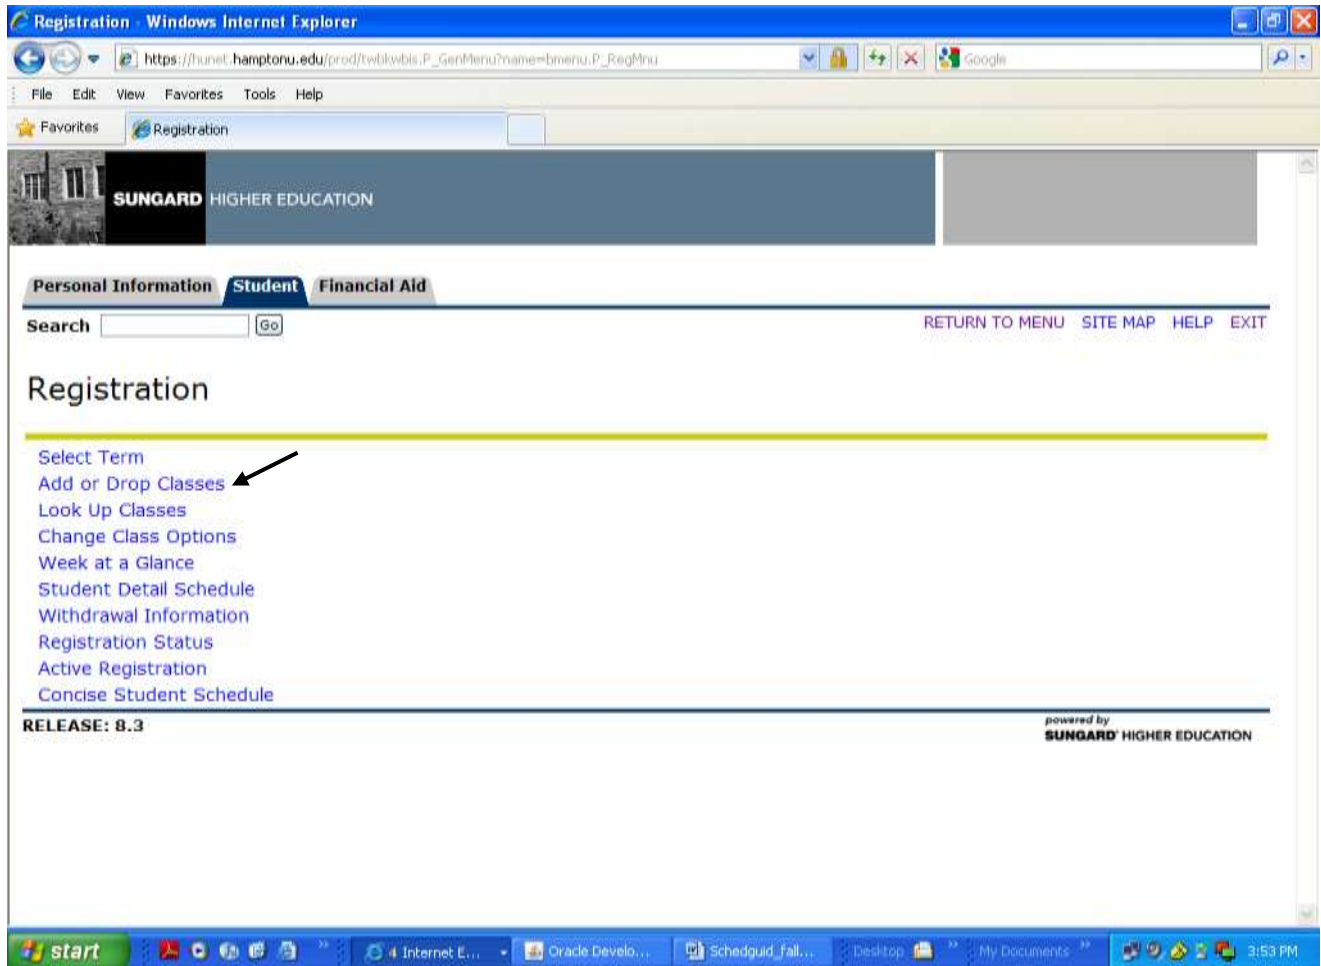 Registration - Windows Internet Explorer
https://hunet.hamptonu.edu/prod/twbkwbis.P_GenMenu?name=bmenu.P_RegMnu
Google
File Edit View Favorites Tools Help
Favorites Registration
SUNGARD HIGHER EDUCATION
Personal Information Student Financial Aid
Search Go RETURN TO MENU SITE MAP HELP EXIT
Registration
Select Term
Add or Drop Classes
Look Up Classes
Change Class Options
Week at a Glance
Student Detail Schedule
Withdrawal Information
Registration Status
Active Registration
Concise Student Schedule
RELEASE: 8.3
powered by
SUNGARD' HIGHER EDUCATION
start 4 Internet E... Oracle Develo... Schedguid_fall... Desktop My Documents 3:53 PM